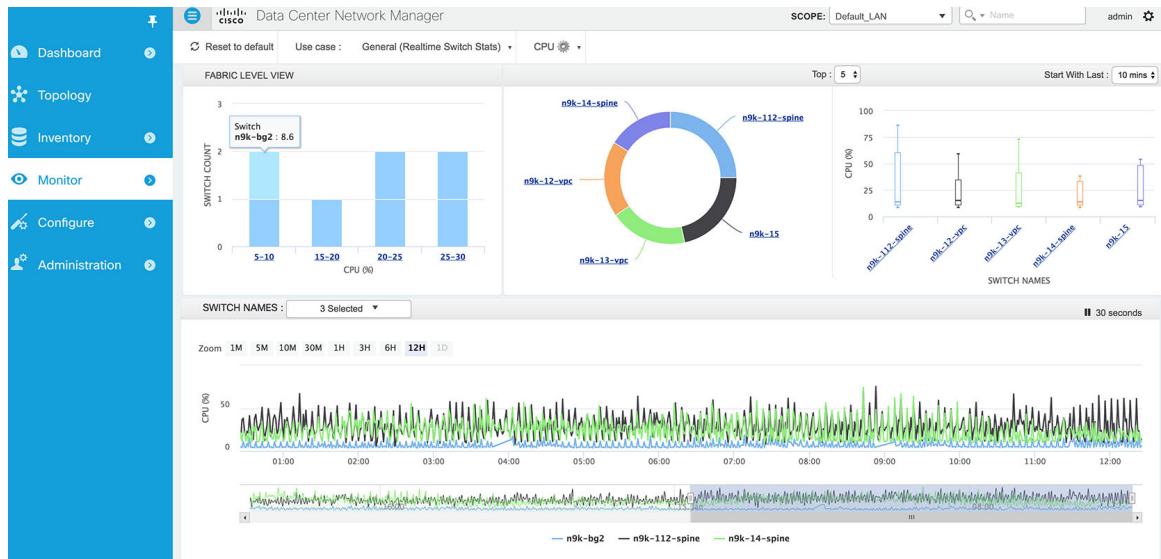 CISCO Data Center Network Manager
SCOPE: Default_LAN
Name
admin
Dashboard
Topology
Inventory
Monitor
Configure
Administration
Reset to default
Use case : General (Realtime Switch Stats)
CPU
FABRIC LEVEL VIEW
Top : 5
Start With Last : 10 mins
3
2
1
0
SWITCH COUNT
Switch
n9k-bg2 : 8.6
5-10 15-20 20-25 25-30
CPU (%)
n9k-14-spine
n9k-112-spine
n9k-12-vpc
n9k-15
n9k-13-vpc
100
75
50
25
0
CPU (%)
n9k-112-spine n9k-12-vpc n9k-13-vpc n9k-14-spine n9k-15
SWITCH NAMES
SWITCH NAMES : 3 Selected
30 seconds
Zoom 1M 5M 10M 30M 1H 3H 6H 12H 1D
CPU (%)
50
0
01:00 02:00 03:00 04:00 05:00 06:00 07:00 08:00 09:00 10:00 11:00 12:00
08:00
n9k-bg2 n9k-112-spine n9k-14-spine